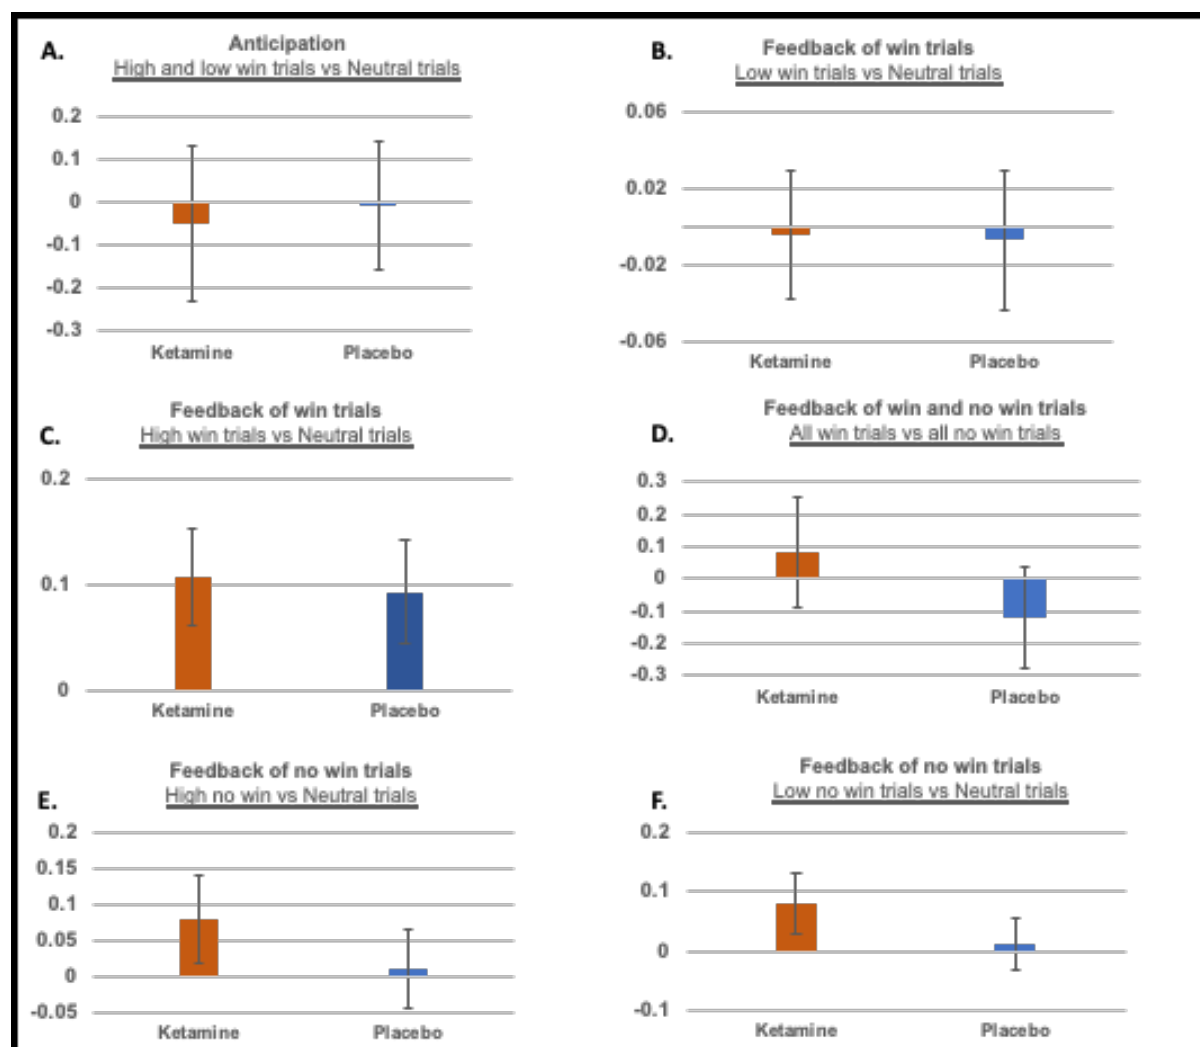 A.
Anticipation
High and low win trials vs Neutral trials
0.2
0.1
0
-0.1
-0.2
-0.3
Ketamine Placebo
B.
Feedback of win trials
Low win trials vs Neutral trials
0.06
0.02
-0.02
-0.06
Ketamine Placebo
C.
Feedback of win trials
High win trials vs Neutral trials
0.2
0.1
0
Ketamine Placebo
D.
Feedback of win and no win trials
All win trials vs all no win trials
0.3
0.2
0.1
0
-0.1
-0.2
-0.3
Ketamine Placebo
E.
Feedback of no win trials
High no win vs Neutral trials
0.2
0.15
0.1
0.05
0
-0.05
Ketamine Placebo
F.
Feedback of no win trials
Low no win trials vs Neutral trials
0.2
0.1
0
-0.1
Ketamine Placebo